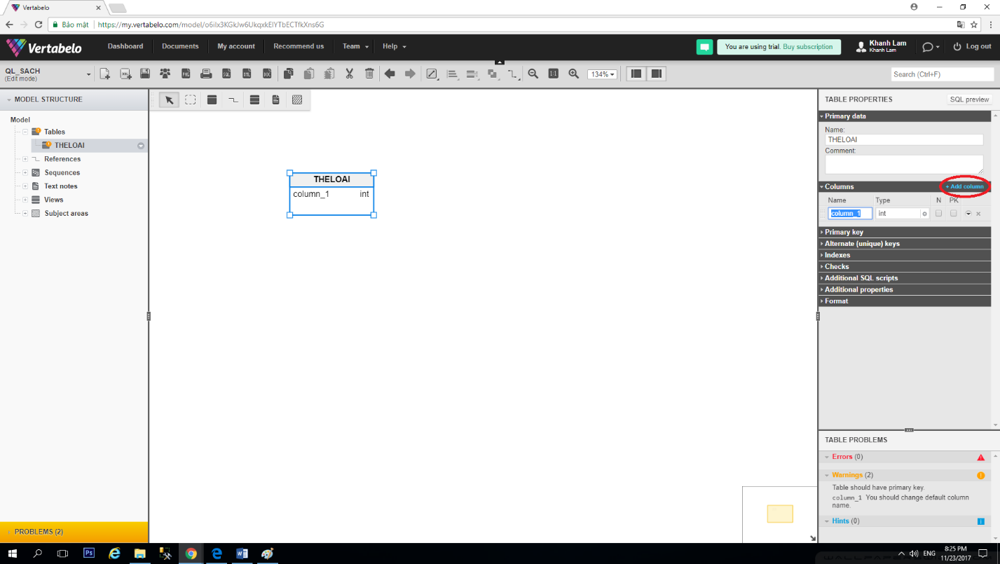 Vertabelo
Bảo mật
https://my.vertabelo.com/model/o6ilx3KGkJw6UkqxkEIYTbECTfkXns6G
Vertabelo
Dashboard
Documents
My account
Recommend us
Team
Help
You are using trial. Buy subscription
Khanh Lam
Khanh Lam
Log out
QL_SACH
(Edit mode)
134%
Search (Ctrl+F)
MODEL STRUCTURE
Model
Tables
THELOAI
References
Sequences
Text notes
Views
Subject areas
PROBLEMS (2)
THELOAI
column_1 int
TABLE PROPERTIES
SQL preview
Primary data
Name:
THELOAI
Comment:
Columns
+ Add column
Name Type N PK
column_1 int
Primary key
Alternate (unique) keys
Indexes
Checks
Additional SQL scripts
Additional properties
Format
TABLE PROBLEMS
Errors (0)
Warnings (2)
Table should have primary key.
column_1 You should change default column
name.
Hints (0)
Ps
ENG
8:25 PM
11/23/2017